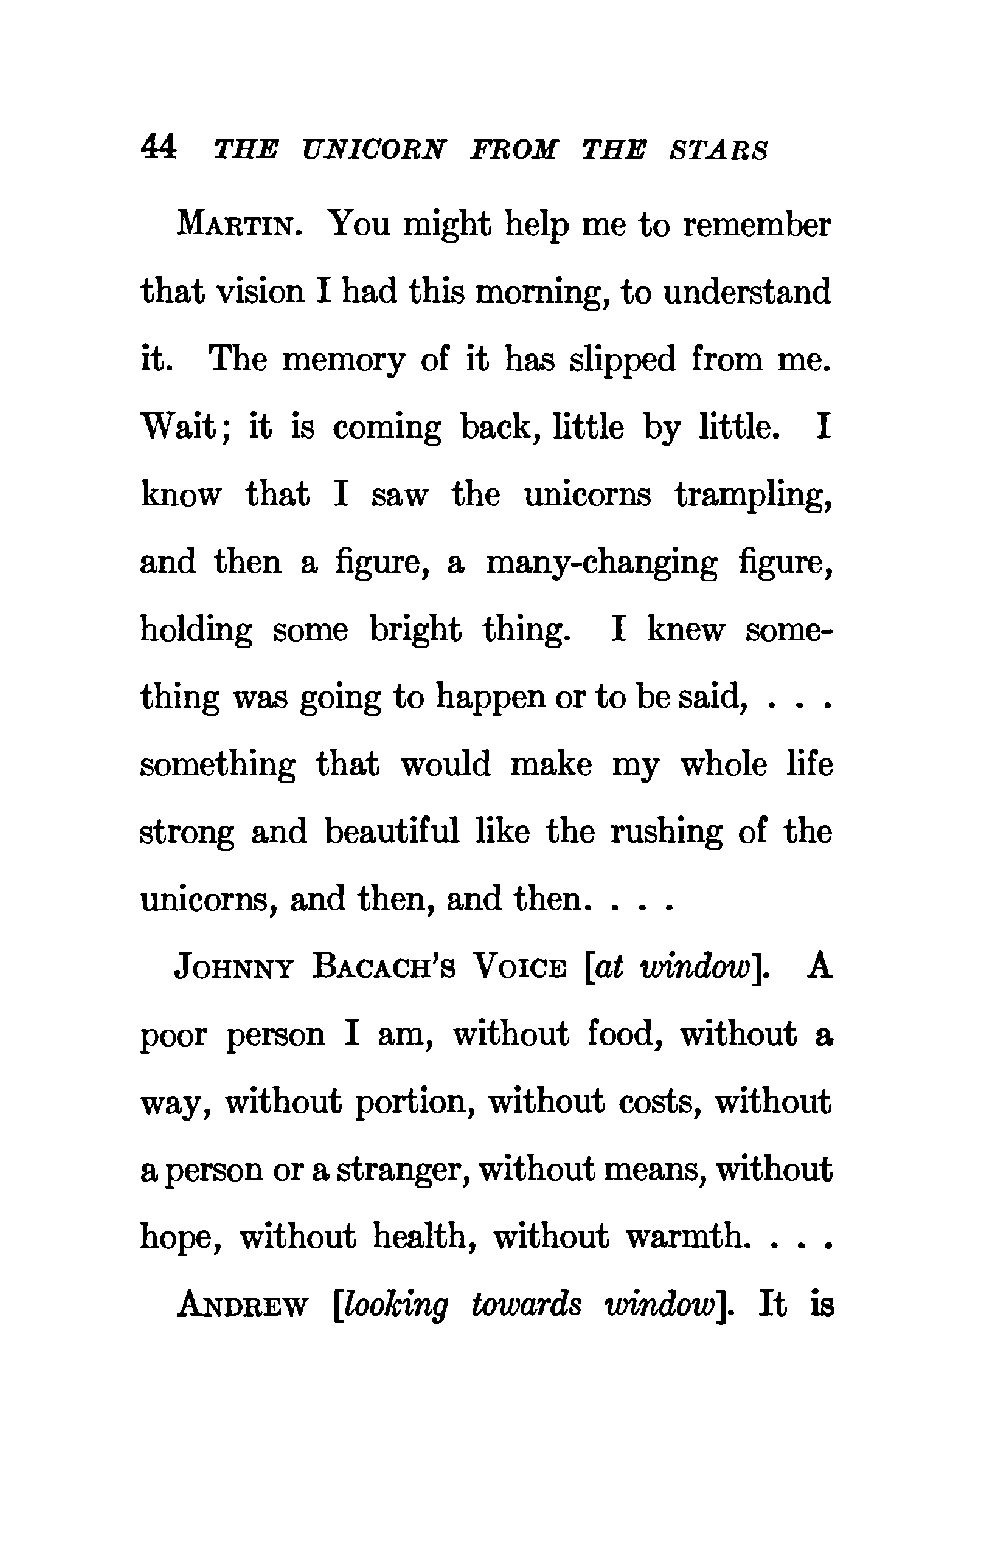 44 THE UNICORN FROM THE STARS
MARTIN. You might help me to remember
that vision I had this morning, to understand
it. The memory of it has slipped from me.
Wait; it is coming back, little by little. I
know that I saw the unicorns trampling,
and then a figure, a many-changing figure,
holding some bright thing. I knew some-
thing was going to happen or to be said, . . .
something that would make my whole life
strong and beautiful like the rushing of the
unicorns, and then, and then. . . .
JOHNNY BACACH'S VOICE [at window]. A
poor person I am, without food, without a
way, without portion, without costs, without
a person or a stranger, without means, without
hope, without health, without warmth. . . .
ANDREW [looking towards window]. It is